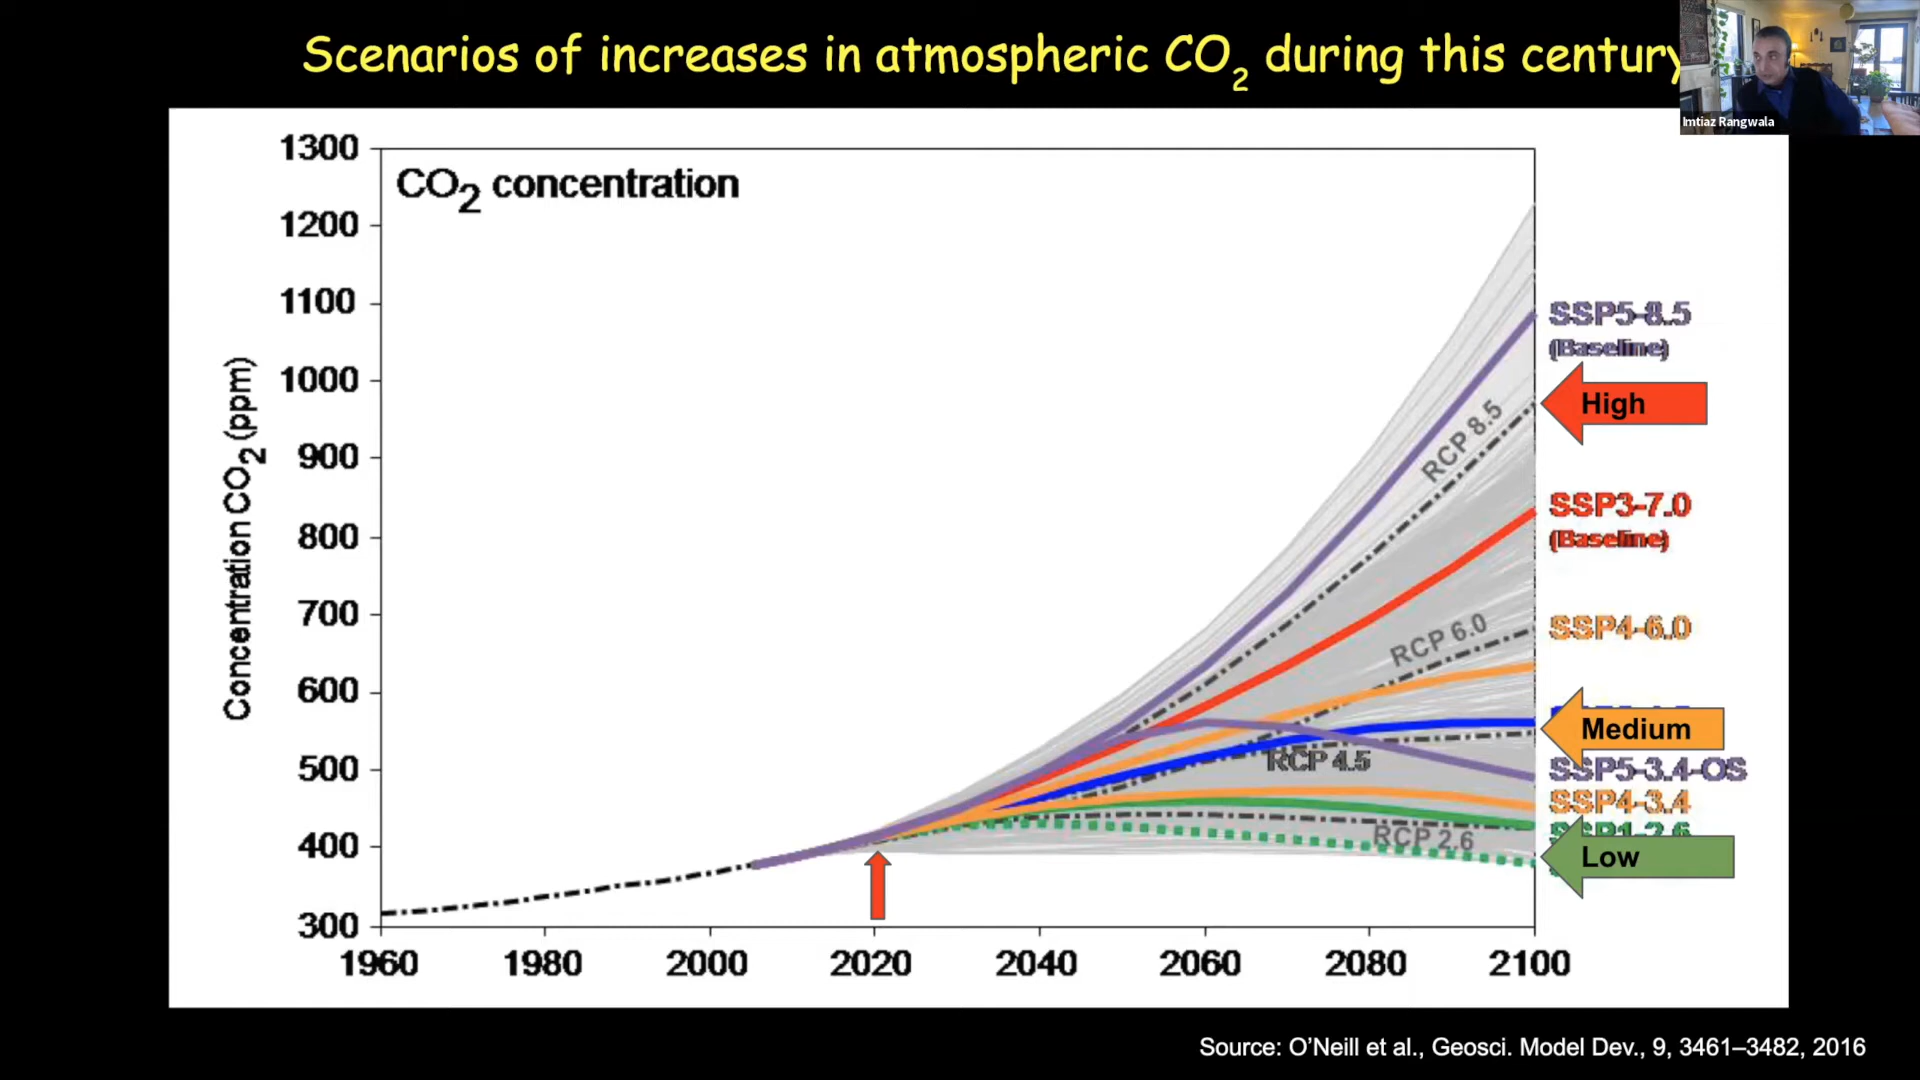 Scenarios of increases in atmospheric CO2 during this century
Imtiaz Rangwala
CO2 concentration
Concentration CO2 (ppm)
1300
1200
1100
1000
900
800
700
600
500
400
300
1960
1980
2000
2020
2040
2060
2080
2100
RCP 8.5
RCP 6.0
RCP 4.5
RCP 2.6
SSP5-8.5
(Baseline)
High
SSP3-7.0
(Baseline)
SSP4-6.0
Medium
SSP5-3.4-OS
SSP4-3.4
SSP1-2.6
Low
Source: O'Neill et al., Geosci. Model Dev., 9, 3461–3482, 2016